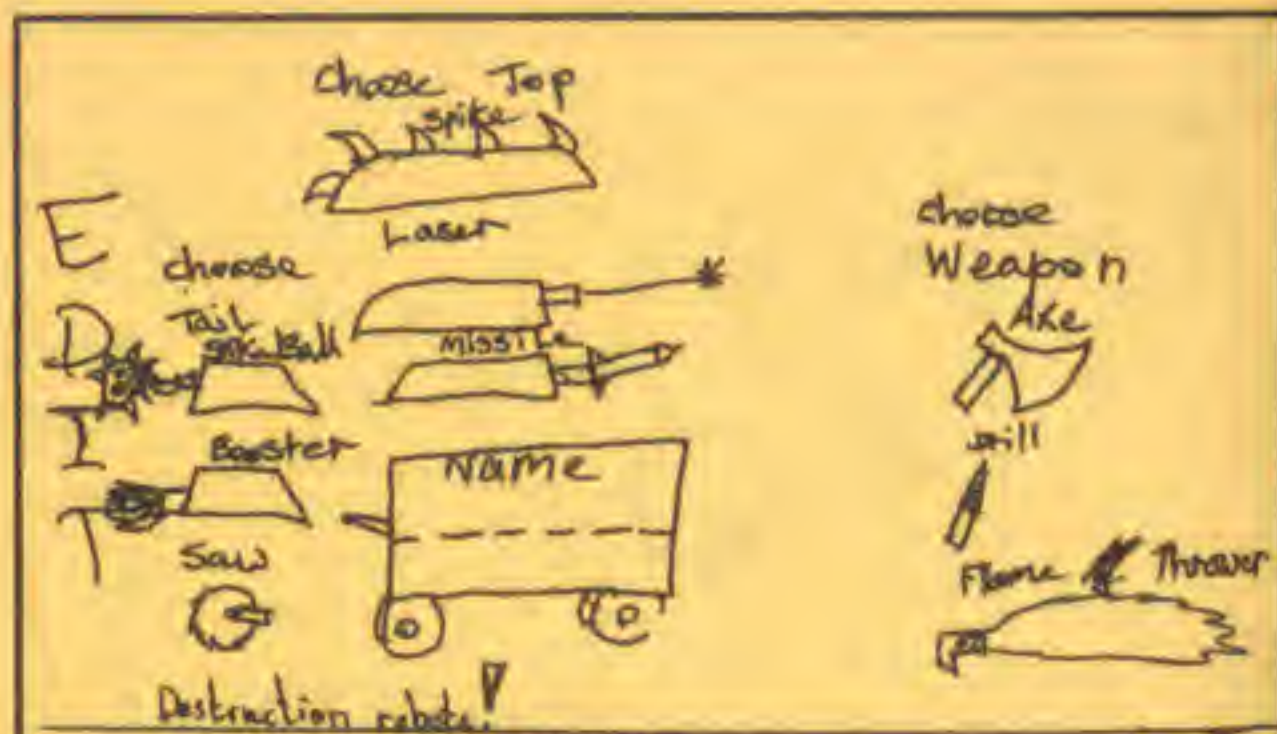 Choose Top
Spike
Laser
Missile
EDIT
choose
Tail
Spike Ball
Booster
Saw
Name
choose
Weapon
Axe
Drill
Flame Thrower
Destruction robots!